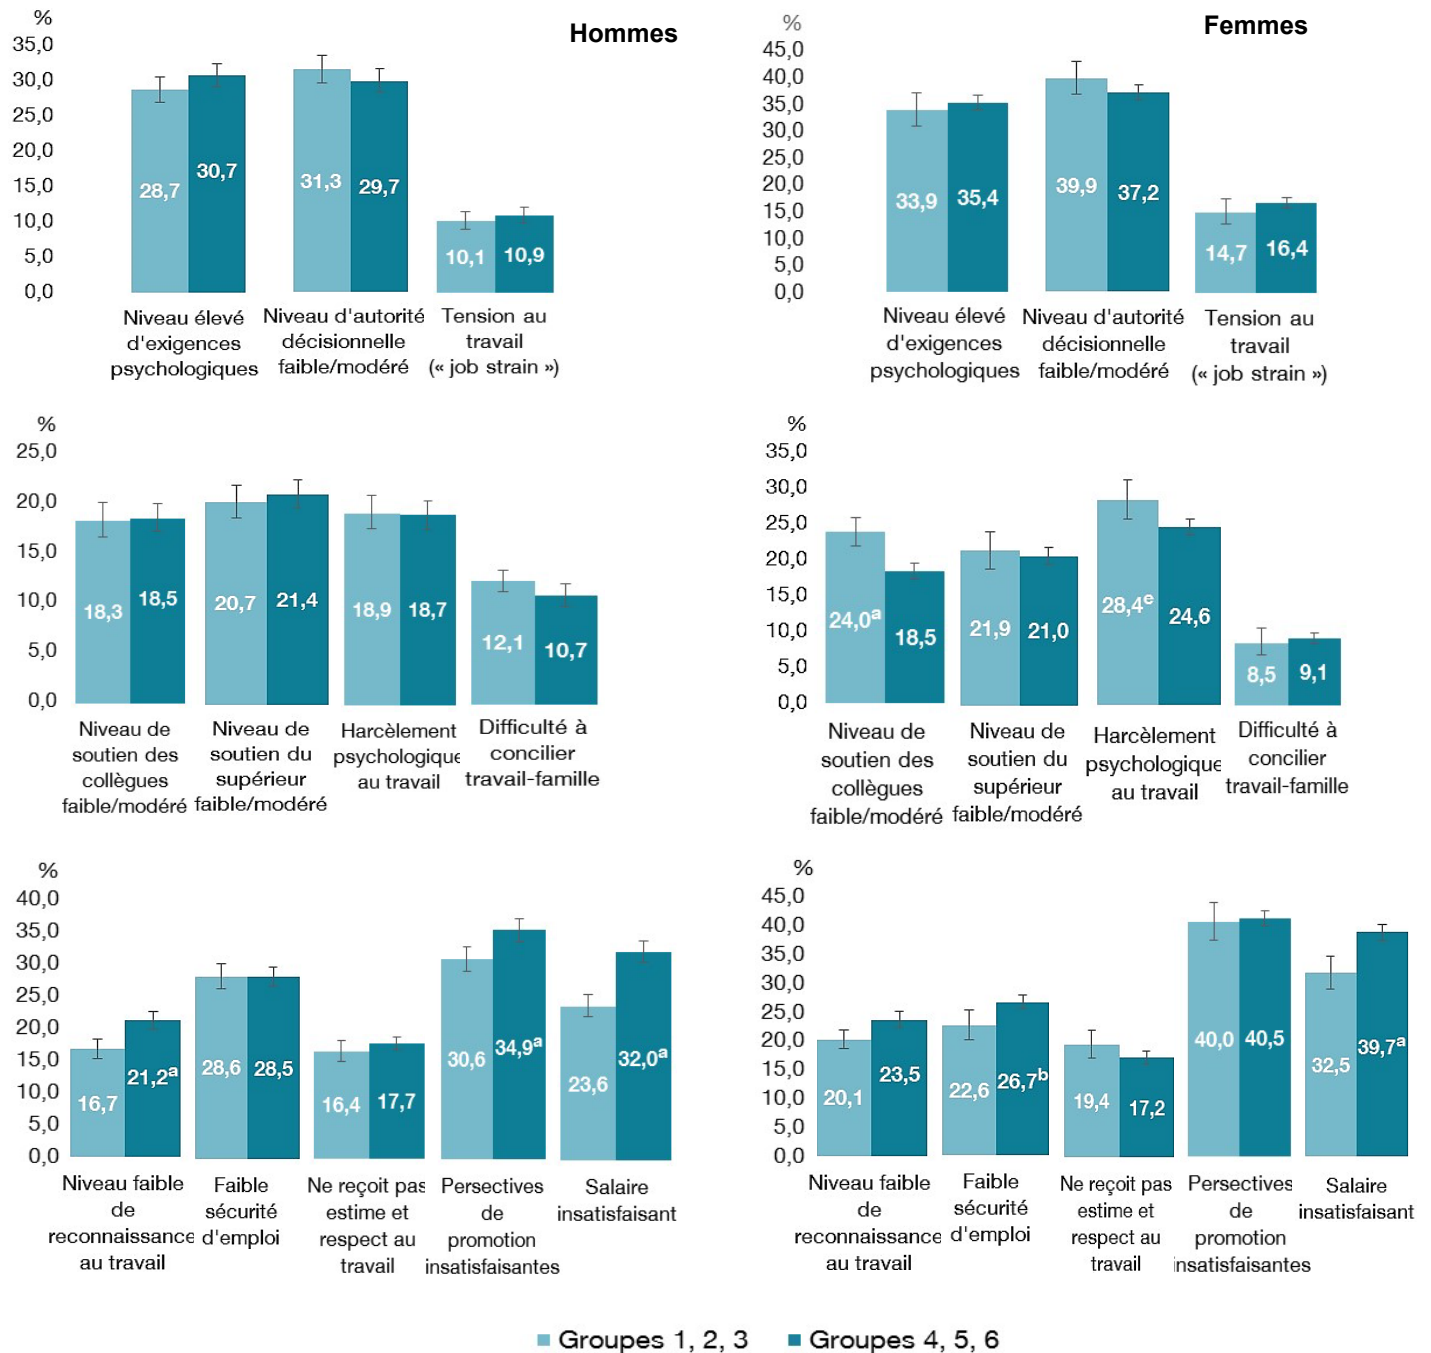 Hommes
%
35,0
30,0
25,0
20,0
15,0
10,0
5,0
0,0
28,7
30,7
31,3
29,7
10,1
10,9
Niveau élevé
d'exigences
psychologiques
Niveau d'autorité
décisionnelle
faible/modéré
Tension au
travail
(« job strain »)
Femmes
%
45,0
40,0
35,0
30,0
25,0
20,0
15,0
10,0
5,0
0,0
33,9
35,4
39,9
37,2
14,7
16,4
Niveau élevé
d'exigences
psychologiques
Niveau d'autorité
décisionnelle
faible/modéré
Tension au
travail
(« job strain »)
%
25,0
20,0
15,0
10,0
5,0
0,0
18,3
18,5
20,7
21,4
18,9
18,7
12,1
10,7
Niveau de
soutien des
collègues
faible/modéré
Niveau de
soutien du
supérieur
faible/modéré
Harcèlement
psychologique
au travail
Difficulté à
concilier
travail-famille
%
35,0
30,0
25,0
20,0
15,0
10,0
5,0
0,0
24,0a
18,5
21,9
21,0
28,4e
24,6
8,5
9,1
Niveau de
soutien des
collègues
faible/modéré
Niveau de
soutien du
supérieur
faible/modéré
Harcèlement
psychologique
au travail
Difficulté à
concilier
travail-famille
%
40,0
35,0
30,0
25,0
20,0
15,0
10,0
5,0
0,0
16,7
21,2a
28,6
28,5
16,4
17,7
30,6
34,9a
23,6
32,0a
Niveau faible
de
reconnaissance
au travail
Faible
sécurité
d'emploi
Ne reçoit pas
estime et
respect au
travail
Persectives
de
promotion
insatisfaisantes
Salaire
insatisfaisant
%
45,0
40,0
35,0
30,0
25,0
20,0
15,0
10,0
5,0
0,0
20,1
23,5
22,6
26,7b
19,4
17,2
40,0
40,5
32,5
39,7a
Niveau faible
de
reconnaissance
au travail
Faible
sécurité
d'emploi
Ne reçoit pas
estime et
respect au
travail
Persectives
de
promotion
insatisfaisantes
Salaire
insatisfaisant
Groupes 1, 2, 3
Groupes 4, 5, 6